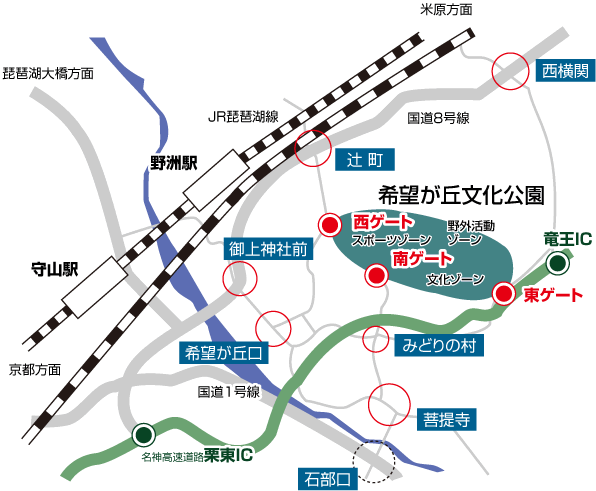 米原方面
琵琶湖大橋方面
西横関
JR琵琶湖線
国道8号線
野洲駅
辻町
希望が丘文化公園
西ゲート
スポーツゾーン
野外活動
ゾーン
竜王IC
御上神社前
南ゲート
守山駅
文化ゾーン
東ゲート
希望が丘口
みどりの村
京都方面
国道1号線
菩提寺
名神高速道路
栗東IC
石部口